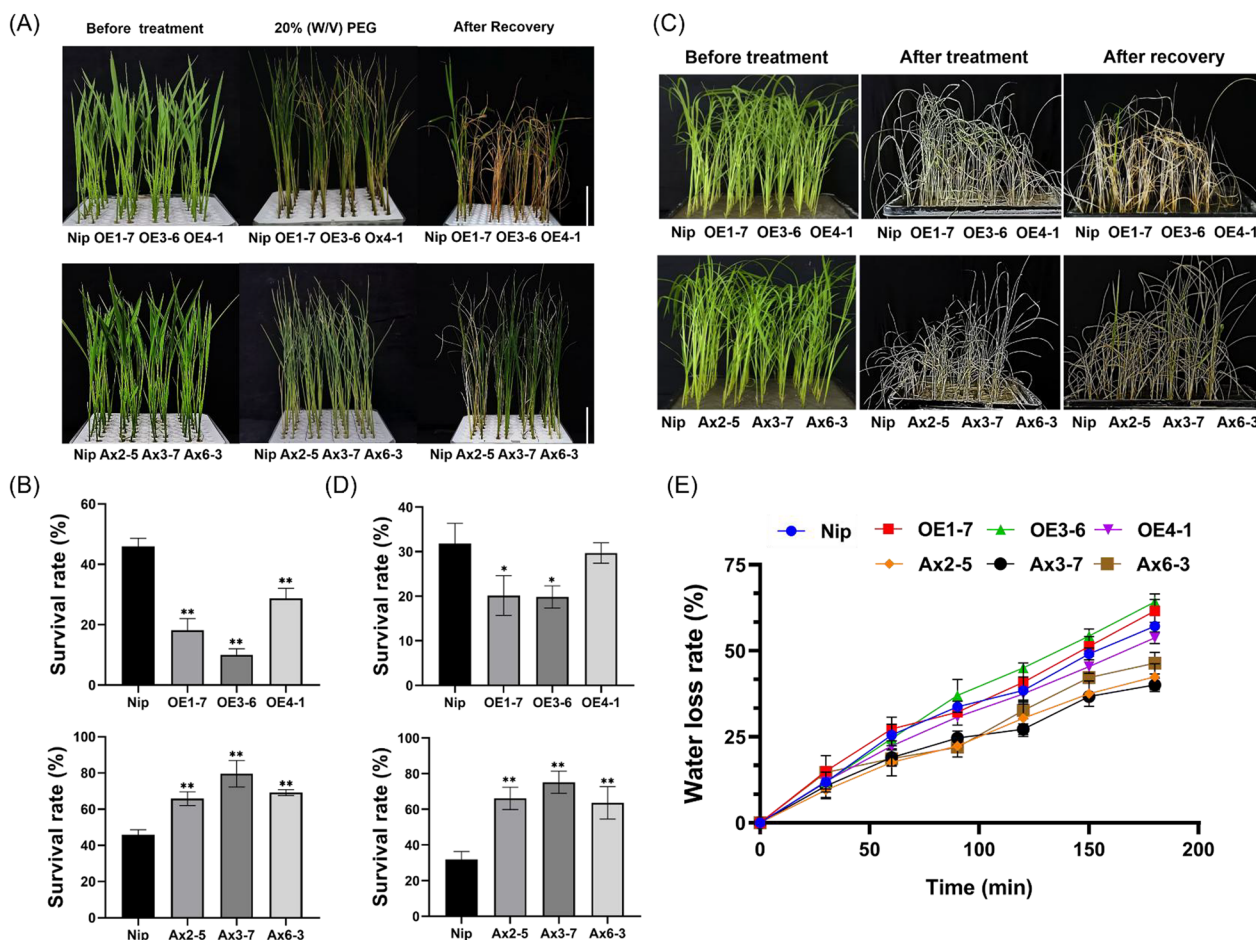 (A)
Before treatment 20% (W/V) PEG After Recovery
Nip OE1-7 OE3-6 OE4-1 Nip OE1-7 OE3-6 Ox4-1 Nip OE1-7 OE3-6 OE4-1
Nip Ax2-5 Ax3-7 Ax6-3 Nip Ax2-5 Ax3-7 Ax6-3 Nip Ax2-5 Ax3-7 Ax6-3
(C)
Before treatment After treatment After recovery
Nip OE1-7 OE3-6 OE4-1 Nip OE1-7 OE3-6 OE4-1 Nip OE1-7 OE3-6 OE4-1
Nip Ax2-5 Ax3-7 Ax6-3 Nip Ax2-5 Ax3-7 Ax6-3 Nip Ax2-5 Ax3-7 Ax6-3
(B)
Survival rate (%)
60
40
20
0
** ** **
Nip OE1-7 OE3-6 OE4-1
Survival rate (%)
100
80
60
40
20
0
** ** **
Nip Ax2-5 Ax3-7 Ax6-3
(D)
Survival rate (%)
40
30
20
10
0
* *
Nip OE1-7 OE3-6 OE4-1
Survival rate (%)
100
80
60
40
20
0
** ** **
Nip Ax2-5 Ax3-7 Ax6-3
(E)
Nip OE1-7 OE3-6 OE4-1
Ax2-5 Ax3-7 Ax6-3
Water loss rate (%)
75
50
25
0
0 50 100 150 200
Time (min)